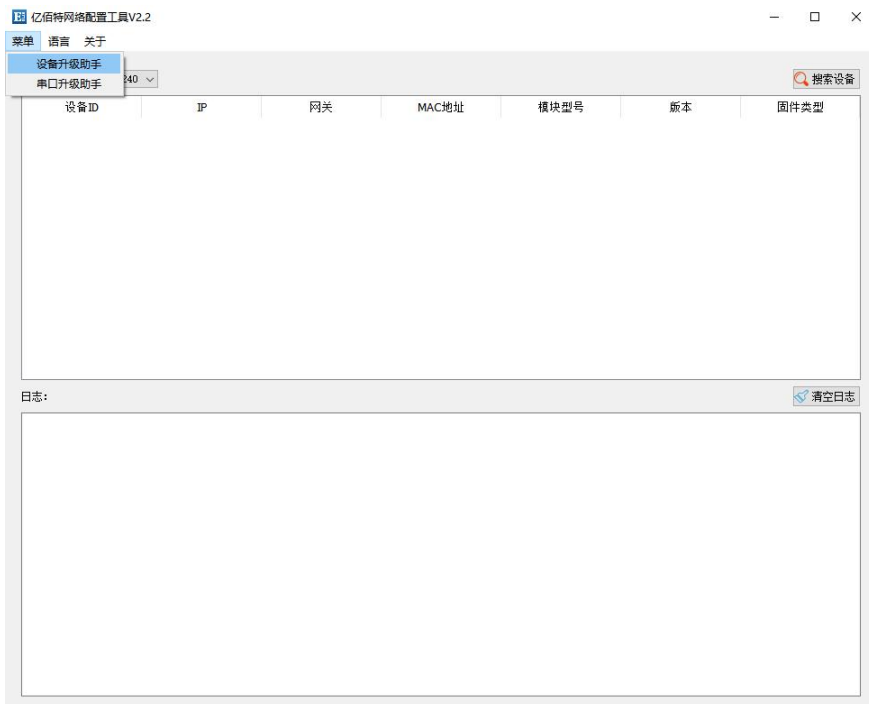 亿佰特网络配置工具V2.2
菜单 语言 关于
设备升级助手
240 搜索设备
串口升级助手
设备ID IP 网关 MAC地址 模块型号 版本 固件类型
日志: 清空日志